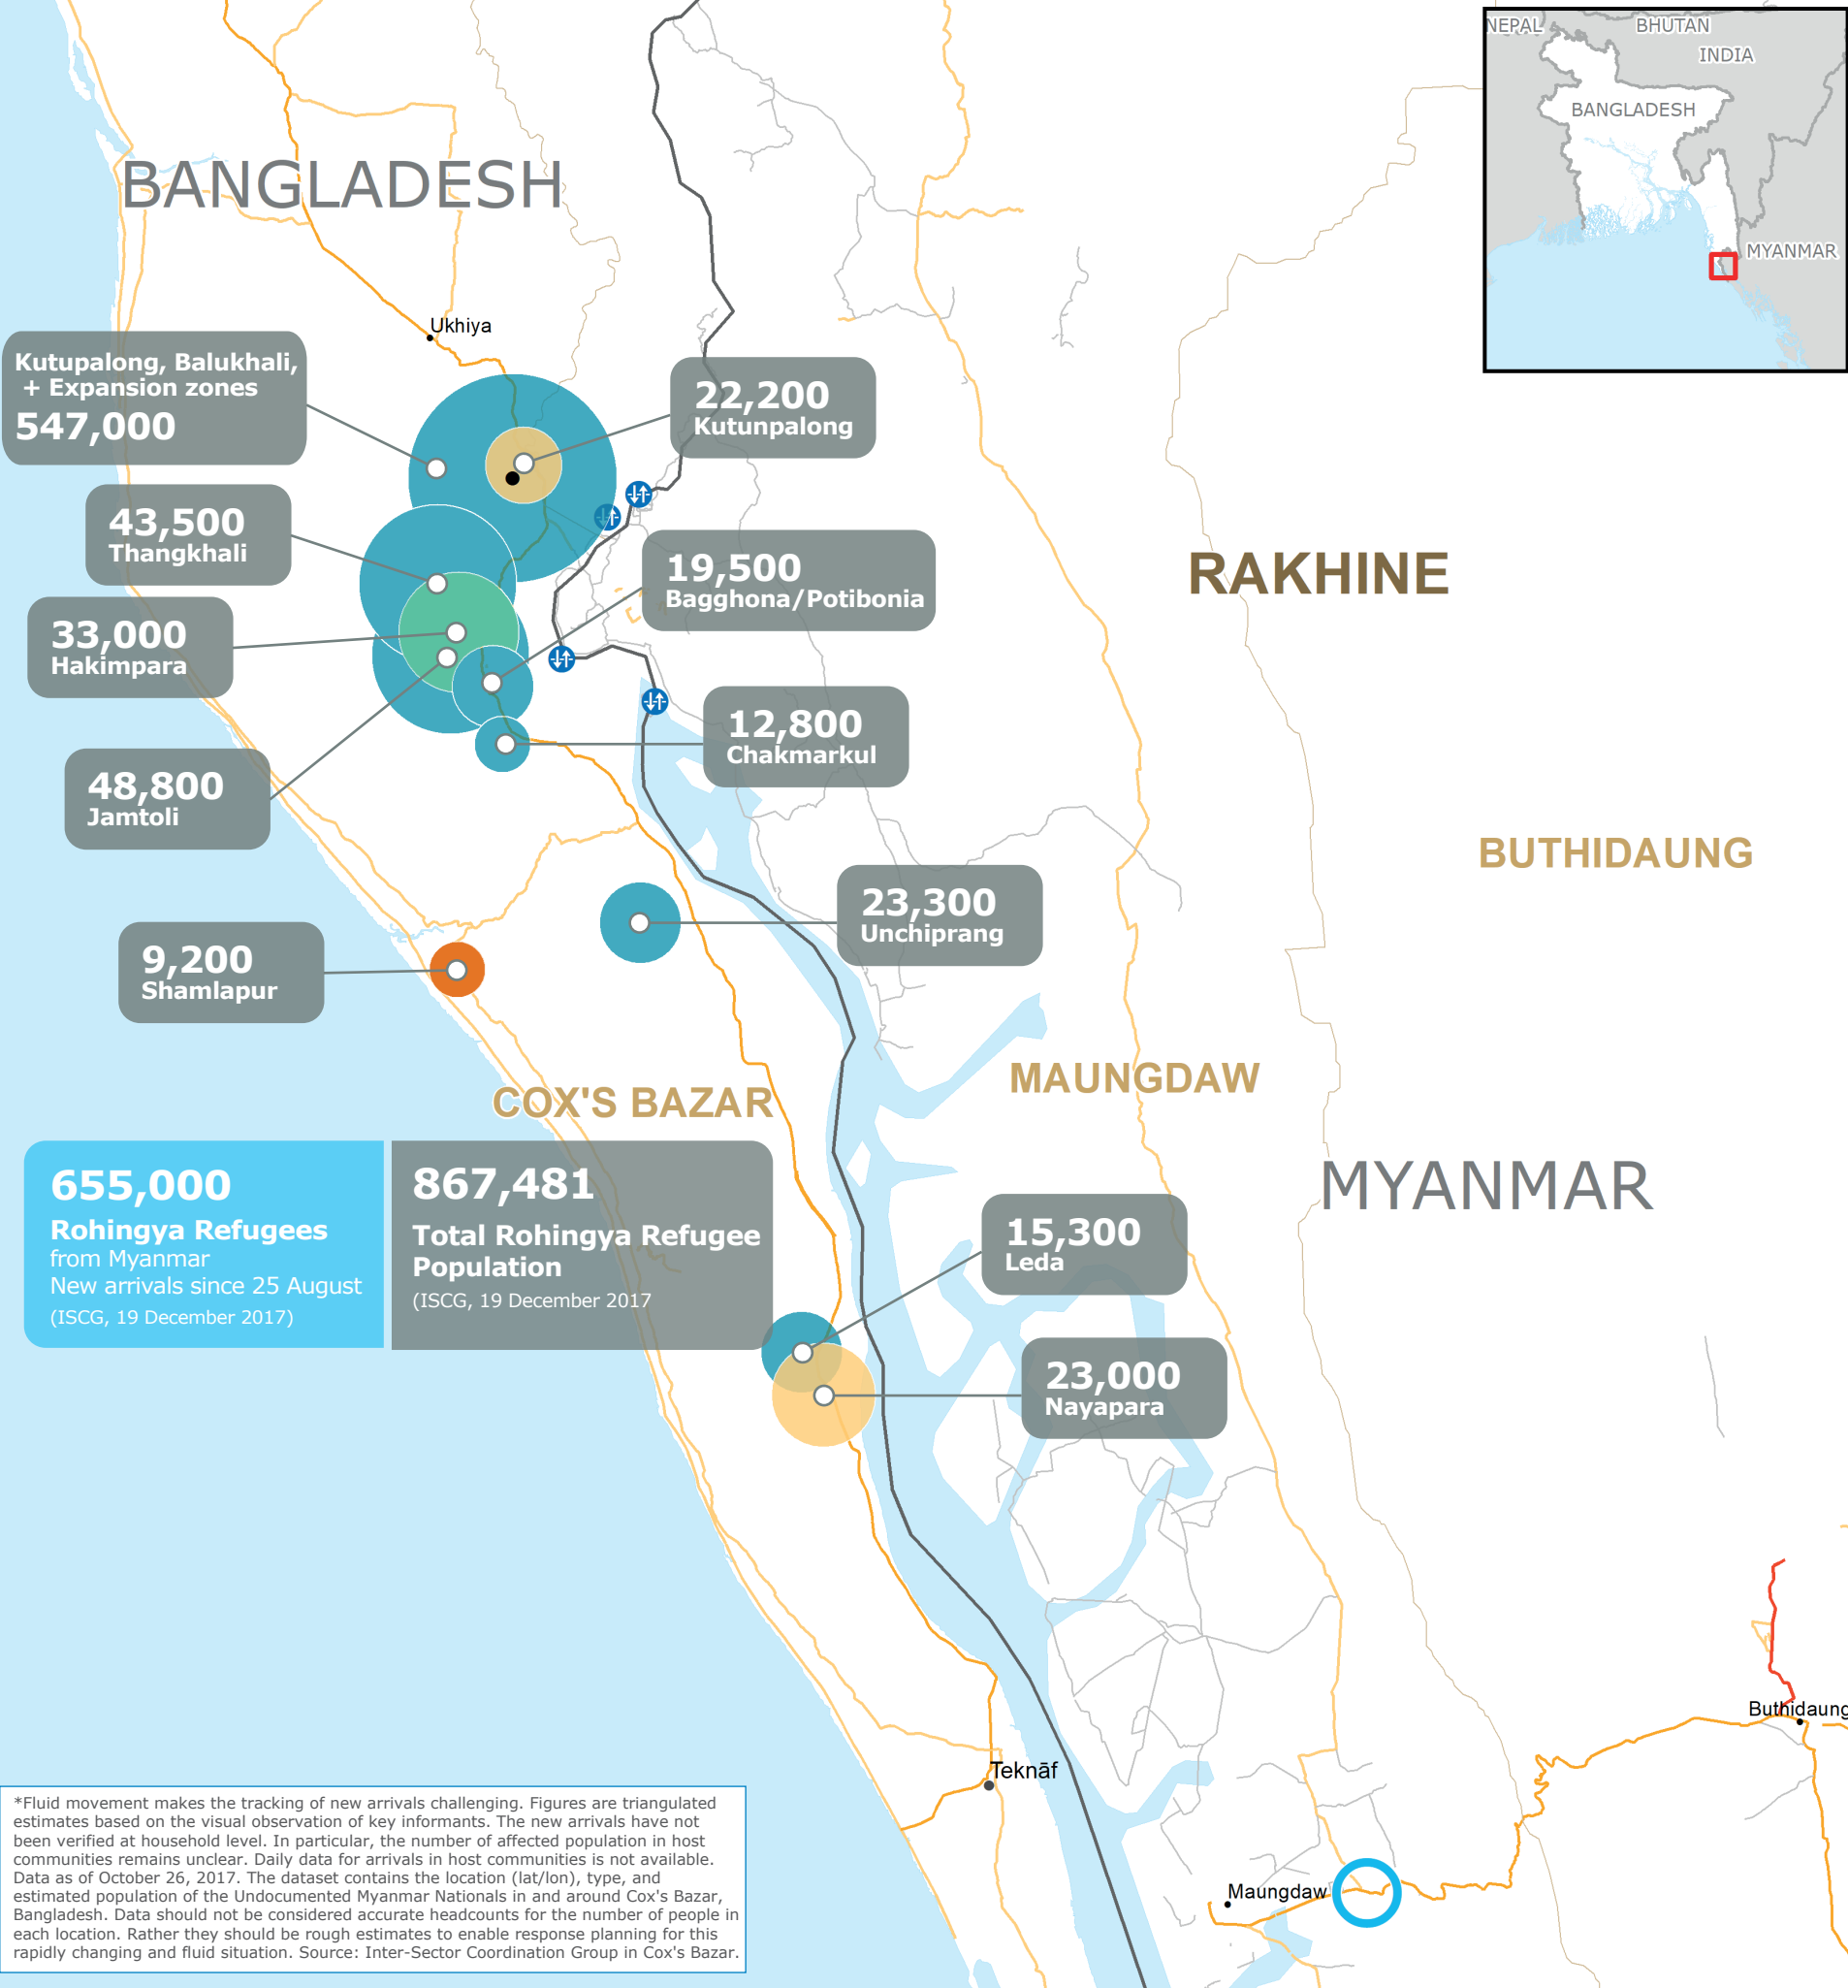 NEPAL
BHUTAN
INDIA
BANGLADESH
MYANMAR
BANGLADESH
Ukhiya
Kutupalong, Balukhali,
+ Expansion zones
547,000
22,200
Kutunpalong
43,500
Thangkhali
19,500
Bagghona/Potibonia
RAKHINE
33,000
Hakimpara
12,800
Chakmarkul
48,800
Jamtoli
BUTHIDAUNG
23,300
Unchiprang
9,200
Shamlapur
MAUNGDAW
COX'S BAZAR
655,000
Rohingya Refugees
from Myanmar
New arrivals since 25 August
(ISCG, 19 December 2017)
867,481
Total Rohingya Refugee
Population
(ISCG, 19 December 2017
MYANMAR
15,300
Leda
23,000
Nayapara
Buthidaung
Teknāf
Maungdaw
*Fluid movement makes the tracking of new arrivals challenging. Figures are triangulated
estimates based on the visual observation of key informants. The new arrivals have not
been verified at household level. In particular, the number of affected population in host
communities remains unclear. Daily data for arrivals in host communities is not available.
Data as of October 26, 2017. The dataset contains the location (lat/lon), type, and
estimated population of the Undocumented Myanmar Nationals in and around Cox's Bazar,
Bangladesh. Data should not be considered accurate headcounts for the number of people in
each location. Rather they should be rough estimates to enable response planning for this
rapidly changing and fluid situation. Source: Inter-Sector Coordination Group in Cox's Bazar.